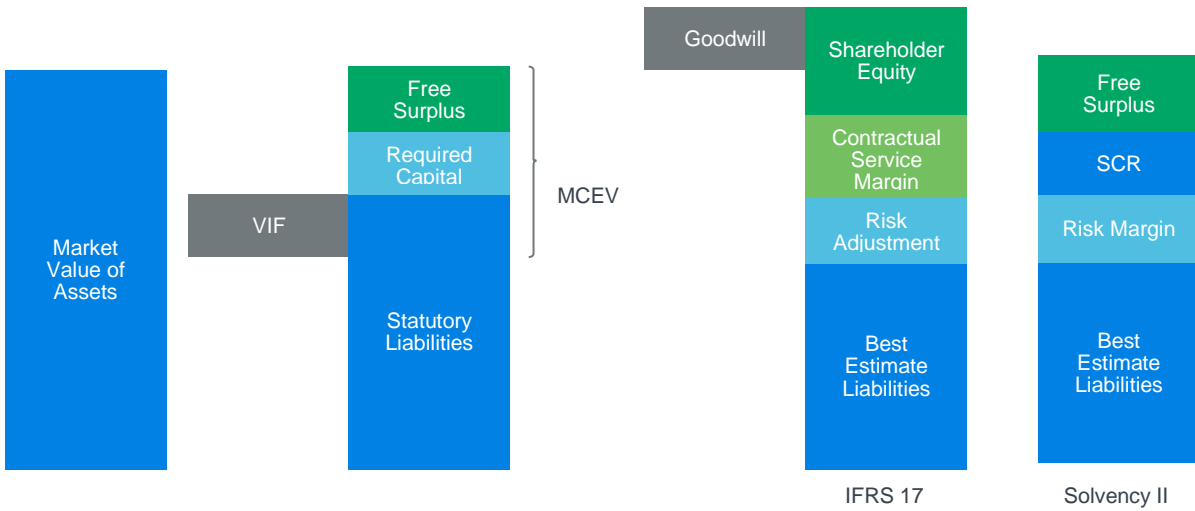 Market
Value of
Assets
VIF
Free
Surplus
Required
Capital
Statutory
Liabilities
MCEV
Goodwill
Shareholder
Equity
Contractual
Service
Margin
Risk
Adjustment
Best
Estimate
Liabilities
IFRS 17
Free
Surplus
SCR
Risk Margin
Best
Estimate
Liabilities
Solvency II